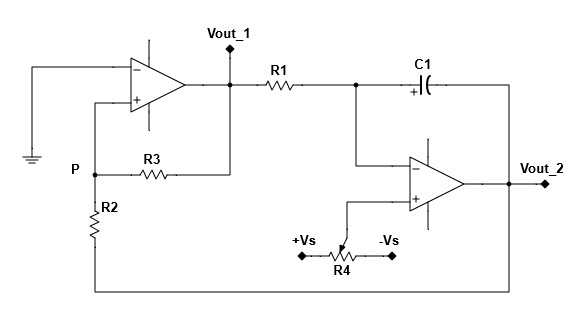 Vout_1
R1
C1
+
−
+
P
R3
−
+
Vout_2
R2
+Vs
-Vs
R4